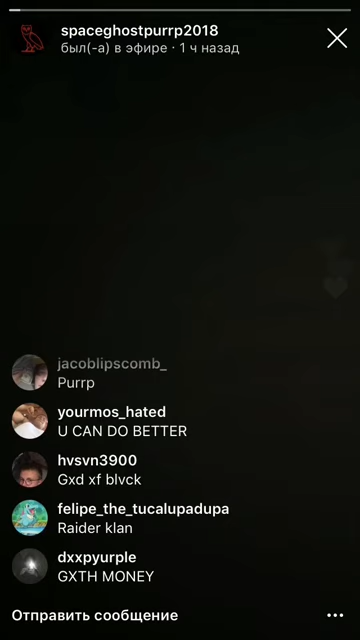 spaceghostpurrp2018
был(-а) в эфире · 1 ч назад
jacoblipscomb_
Purrp
yourmos_hated
U CAN DO BETTER
hvsvn3900
Gxd xf blvck
felipe_the_tucalupadupa
Raider klan
dxxpyurple
GXTH MONEY
Отправить сообщение